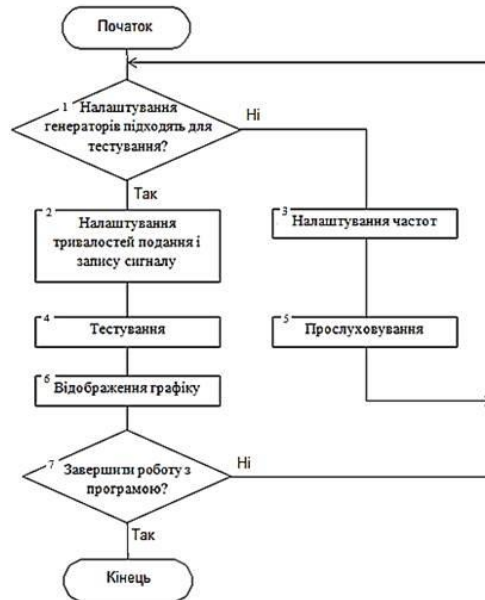 Початок
1 Налаштування
генераторів підходять для
тестування?
Ні
Так
2
Налаштування
тривалостей подання і
запису сигналу
3
Налаштування частот
4
Тестування
5
Прослуховування
6
Відображення графіку
7 Завершити роботу з
програмою?
Ні
Так
Кінець